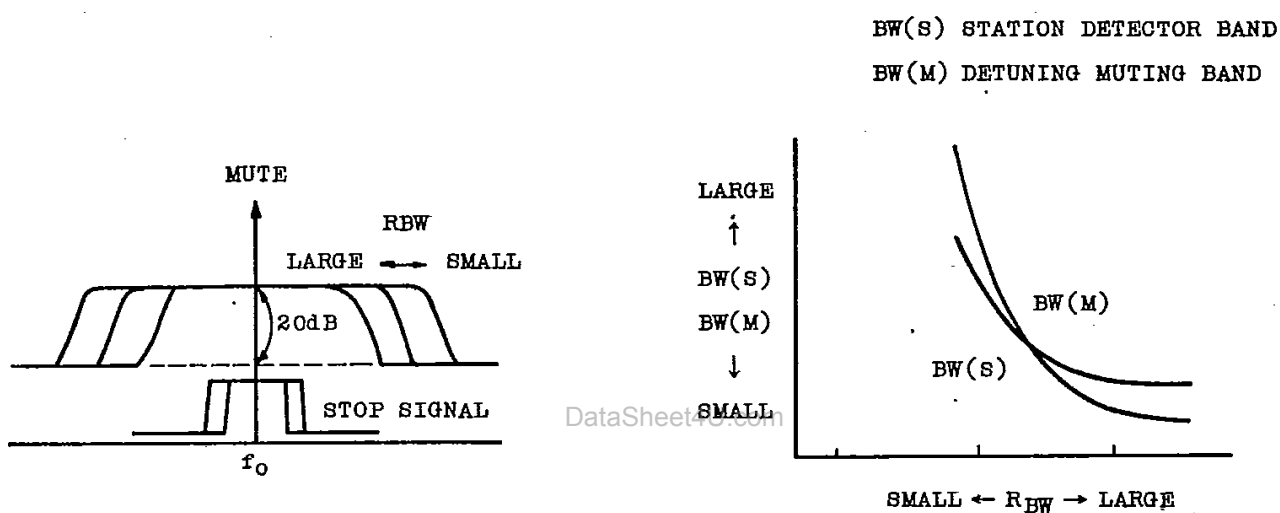 BW(S) STATION DETECTOR BAND
BW(M) DETUNING MUTING BAND
MUTE
RBW
LARGE ↔ SMALL
20dB
STOP SIGNAL
fo
LARGE
↑
BW(S)
BW(M)
↓
SMALL
BW(M)
BW(S)
SMALL ← RBW → LARGE
DataSheet4U.com